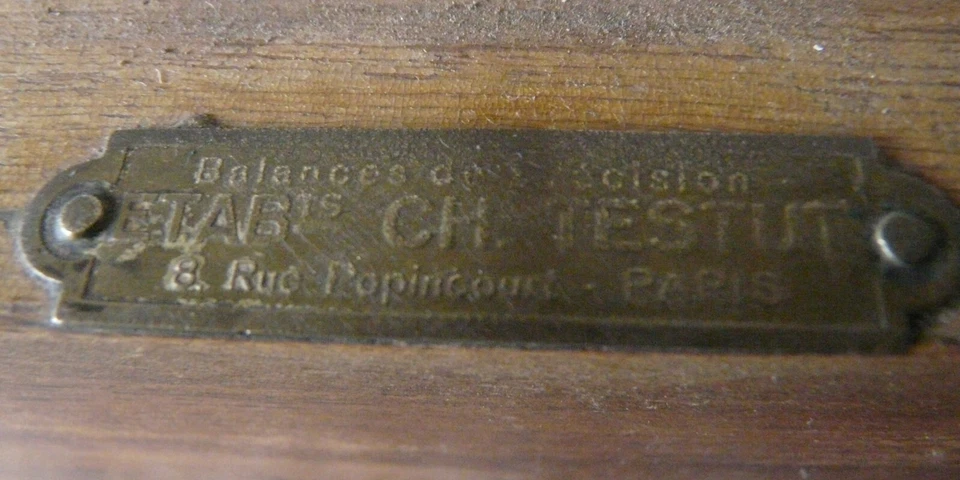 Balances de Précision
ETABts CH. TESTUT
8, Rue Popincourt - PARIS